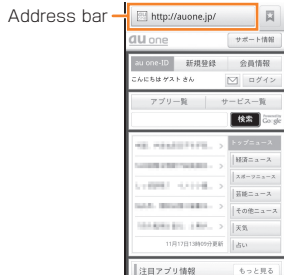 Address bar
http://auone.jp/
au one
サポート情報
au one-ID 新規登録 会員情報
こんにちは ゲスト さん ログイン
アプリ一覧 サービス一覧
検索 Google
トップニュース
経済ニュース
スポーツニュース
芸能ニュース
その他ニュース
天気
11月17日13時09分更新 占い
注目アプリ情報 もっと見る